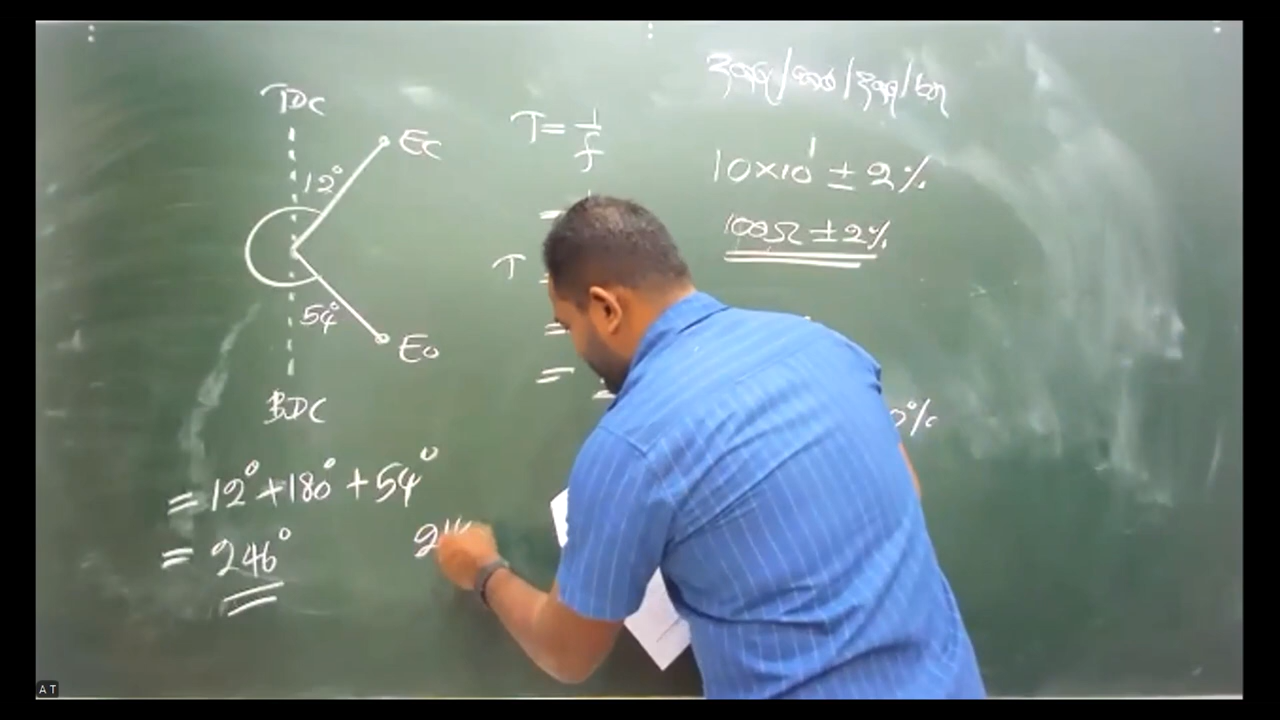 TDC
EC
12°
54°
EO
BDC
= 12° + 180° + 54°
= 246°
T = 1/f
=
T
=
=
10×10¹ ± 2%
100Ω ± 2%
A T